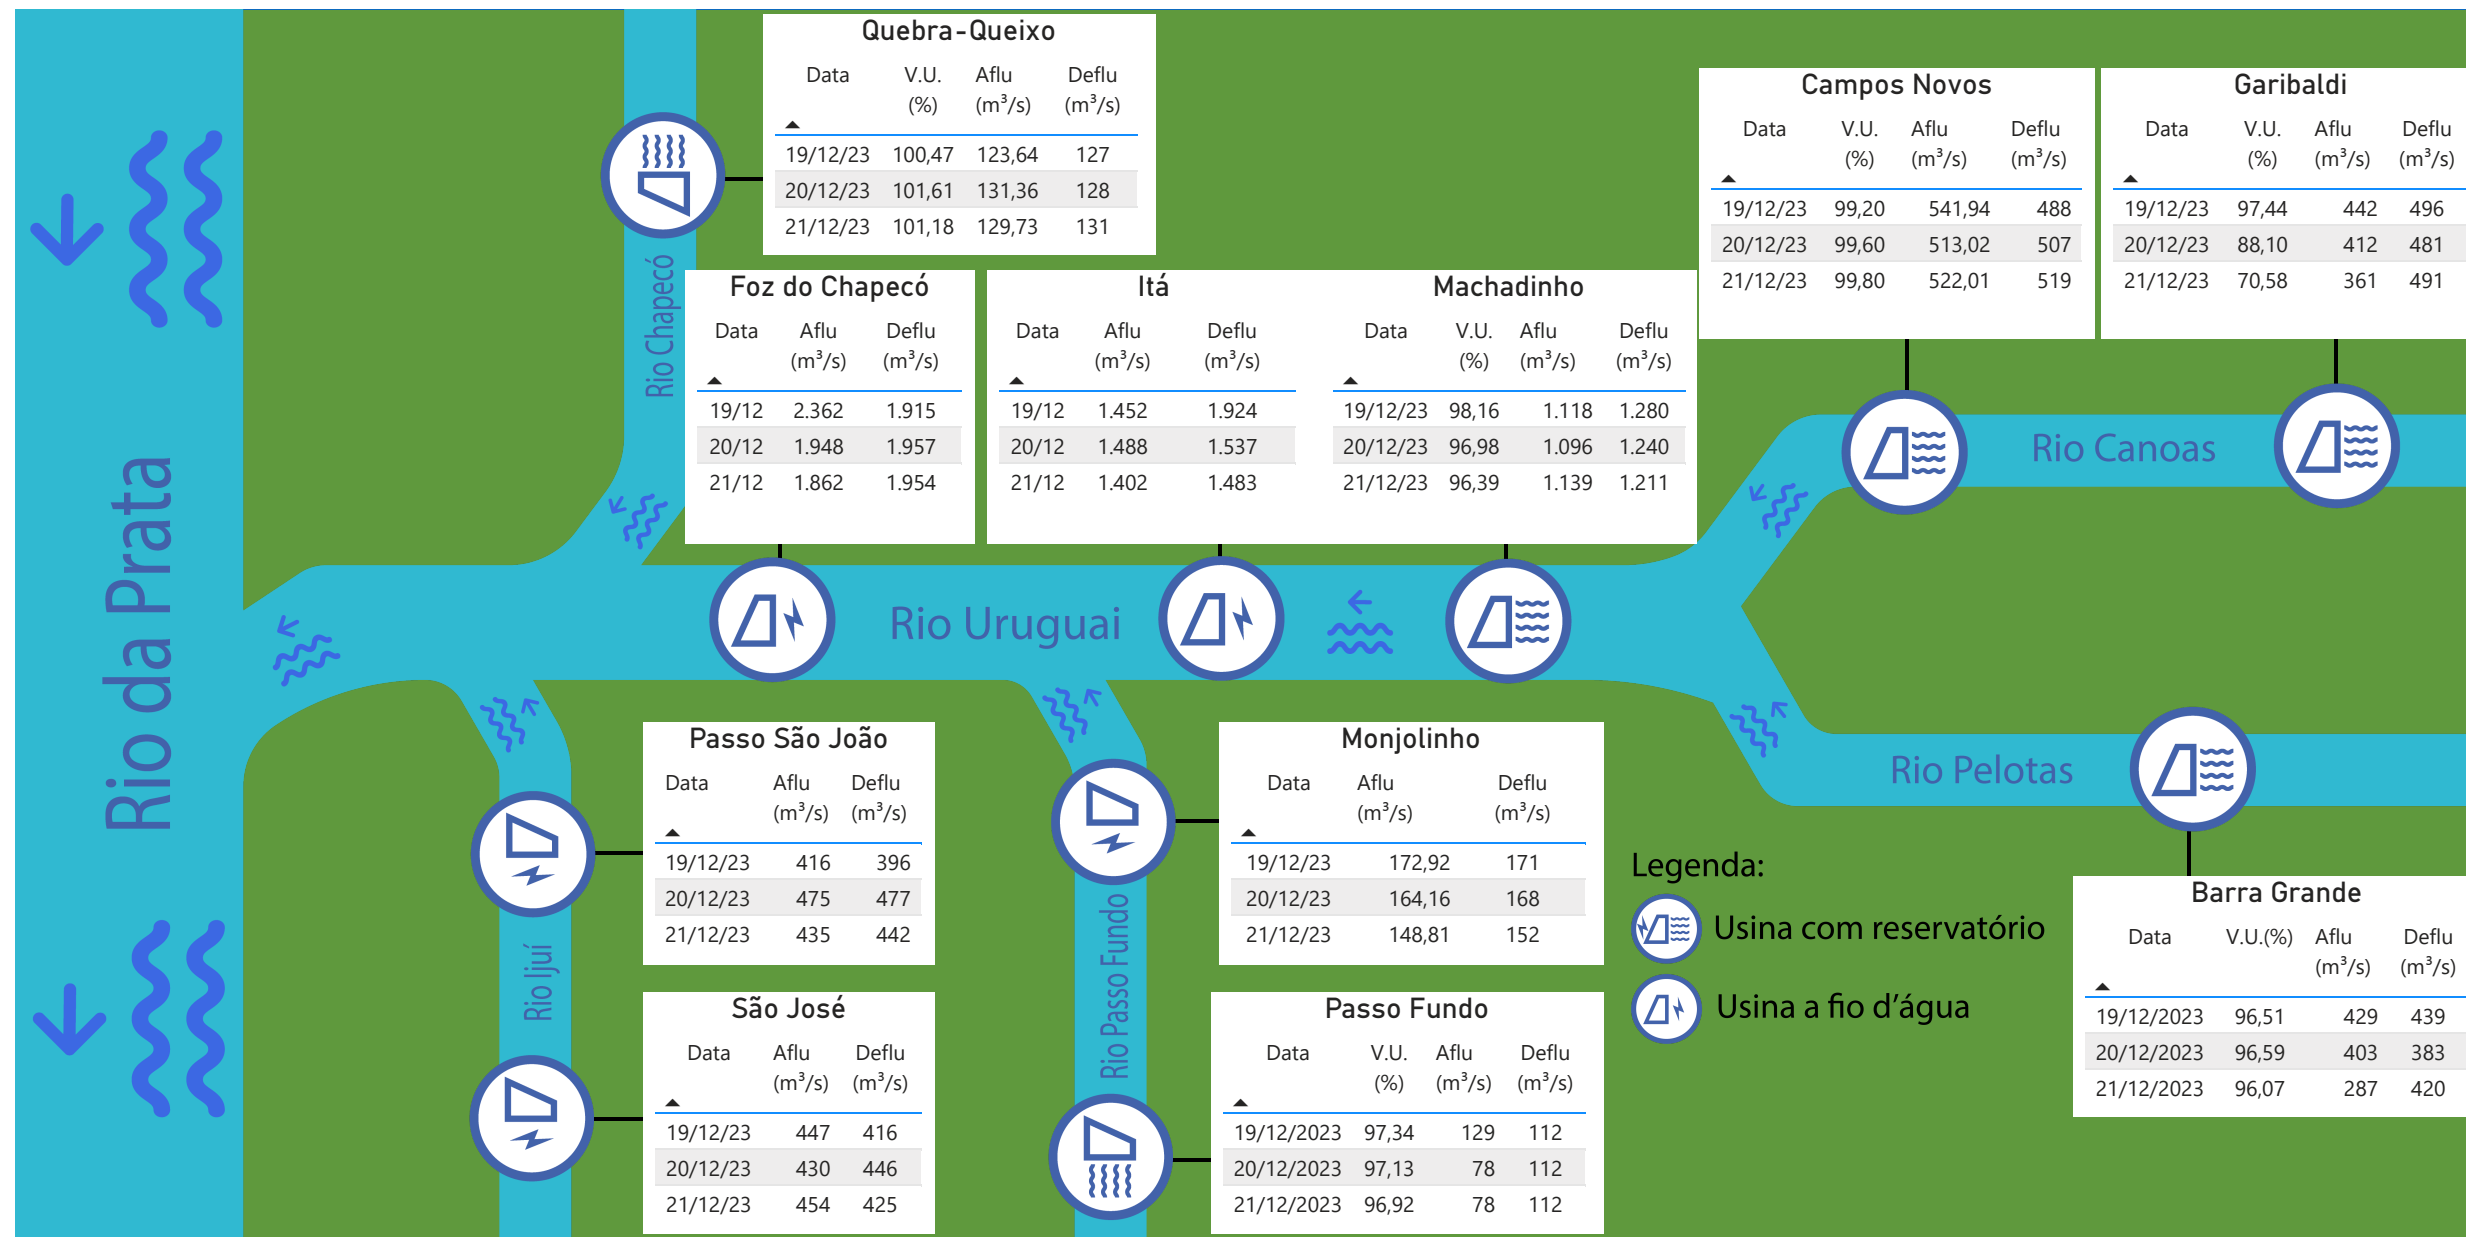 Quebra-Queixo
Data V.U. (%) Aflu (m³/s) Deflu (m³/s)
19/12/23 100,47 123,64 127
20/12/23 101,61 131,36 128
21/12/23 101,18 129,73 131
Campos Novos
Data V.U. (%) Aflu (m³/s) Deflu (m³/s)
19/12/23 99,20 541,94 488
20/12/23 99,60 513,02 507
21/12/23 99,80 522,01 519
Garibaldi
Data V.U. (%) Aflu (m³/s) Deflu (m³/s)
19/12/23 97,44 442 496
20/12/23 88,10 412 481
21/12/23 70,58 361 491
Rio Chapecó
Foz do Chapecó
Data Aflu (m³/s) Deflu (m³/s)
19/12 2.362 1.915
20/12 1.948 1.957
21/12 1.862 1.954
Itá
Data Aflu (m³/s) Deflu (m³/s)
19/12 1.452 1.924
20/12 1.488 1.537
21/12 1.402 1.483
Machadinho
Data V.U. (%) Aflu (m³/s) Deflu (m³/s)
19/12/23 98,16 1.118 1.280
20/12/23 96,98 1.096 1.240
21/12/23 96,39 1.139 1.211
Rio Canoas
Rio da Prata
Rio Uruguai
Rio Pelotas
Passo São João
Data Aflu (m³/s) Deflu (m³/s)
19/12/23 416 396
20/12/23 475 477
21/12/23 435 442
Monjolinho
Data Aflu (m³/s) Deflu (m³/s)
19/12/23 172,92 171
20/12/23 164,16 168
21/12/23 148,81 152
Legenda:
Usina com reservatório
Usina a fio d'água
Barra Grande
Data V.U.(%) Aflu (m³/s) Deflu (m³/s)
19/12/2023 96,51 429 439
20/12/2023 96,59 403 383
21/12/2023 96,07 287 420
Rio Ijuí
Rio Passo Fundo
São José
Data Aflu (m³/s) Deflu (m³/s)
19/12/23 447 416
20/12/23 430 446
21/12/23 454 425
Passo Fundo
Data V.U. (%) Aflu (m³/s) Deflu (m³/s)
19/12/2023 97,34 129 112
20/12/2023 97,13 78 112
21/12/2023 96,92 78 112